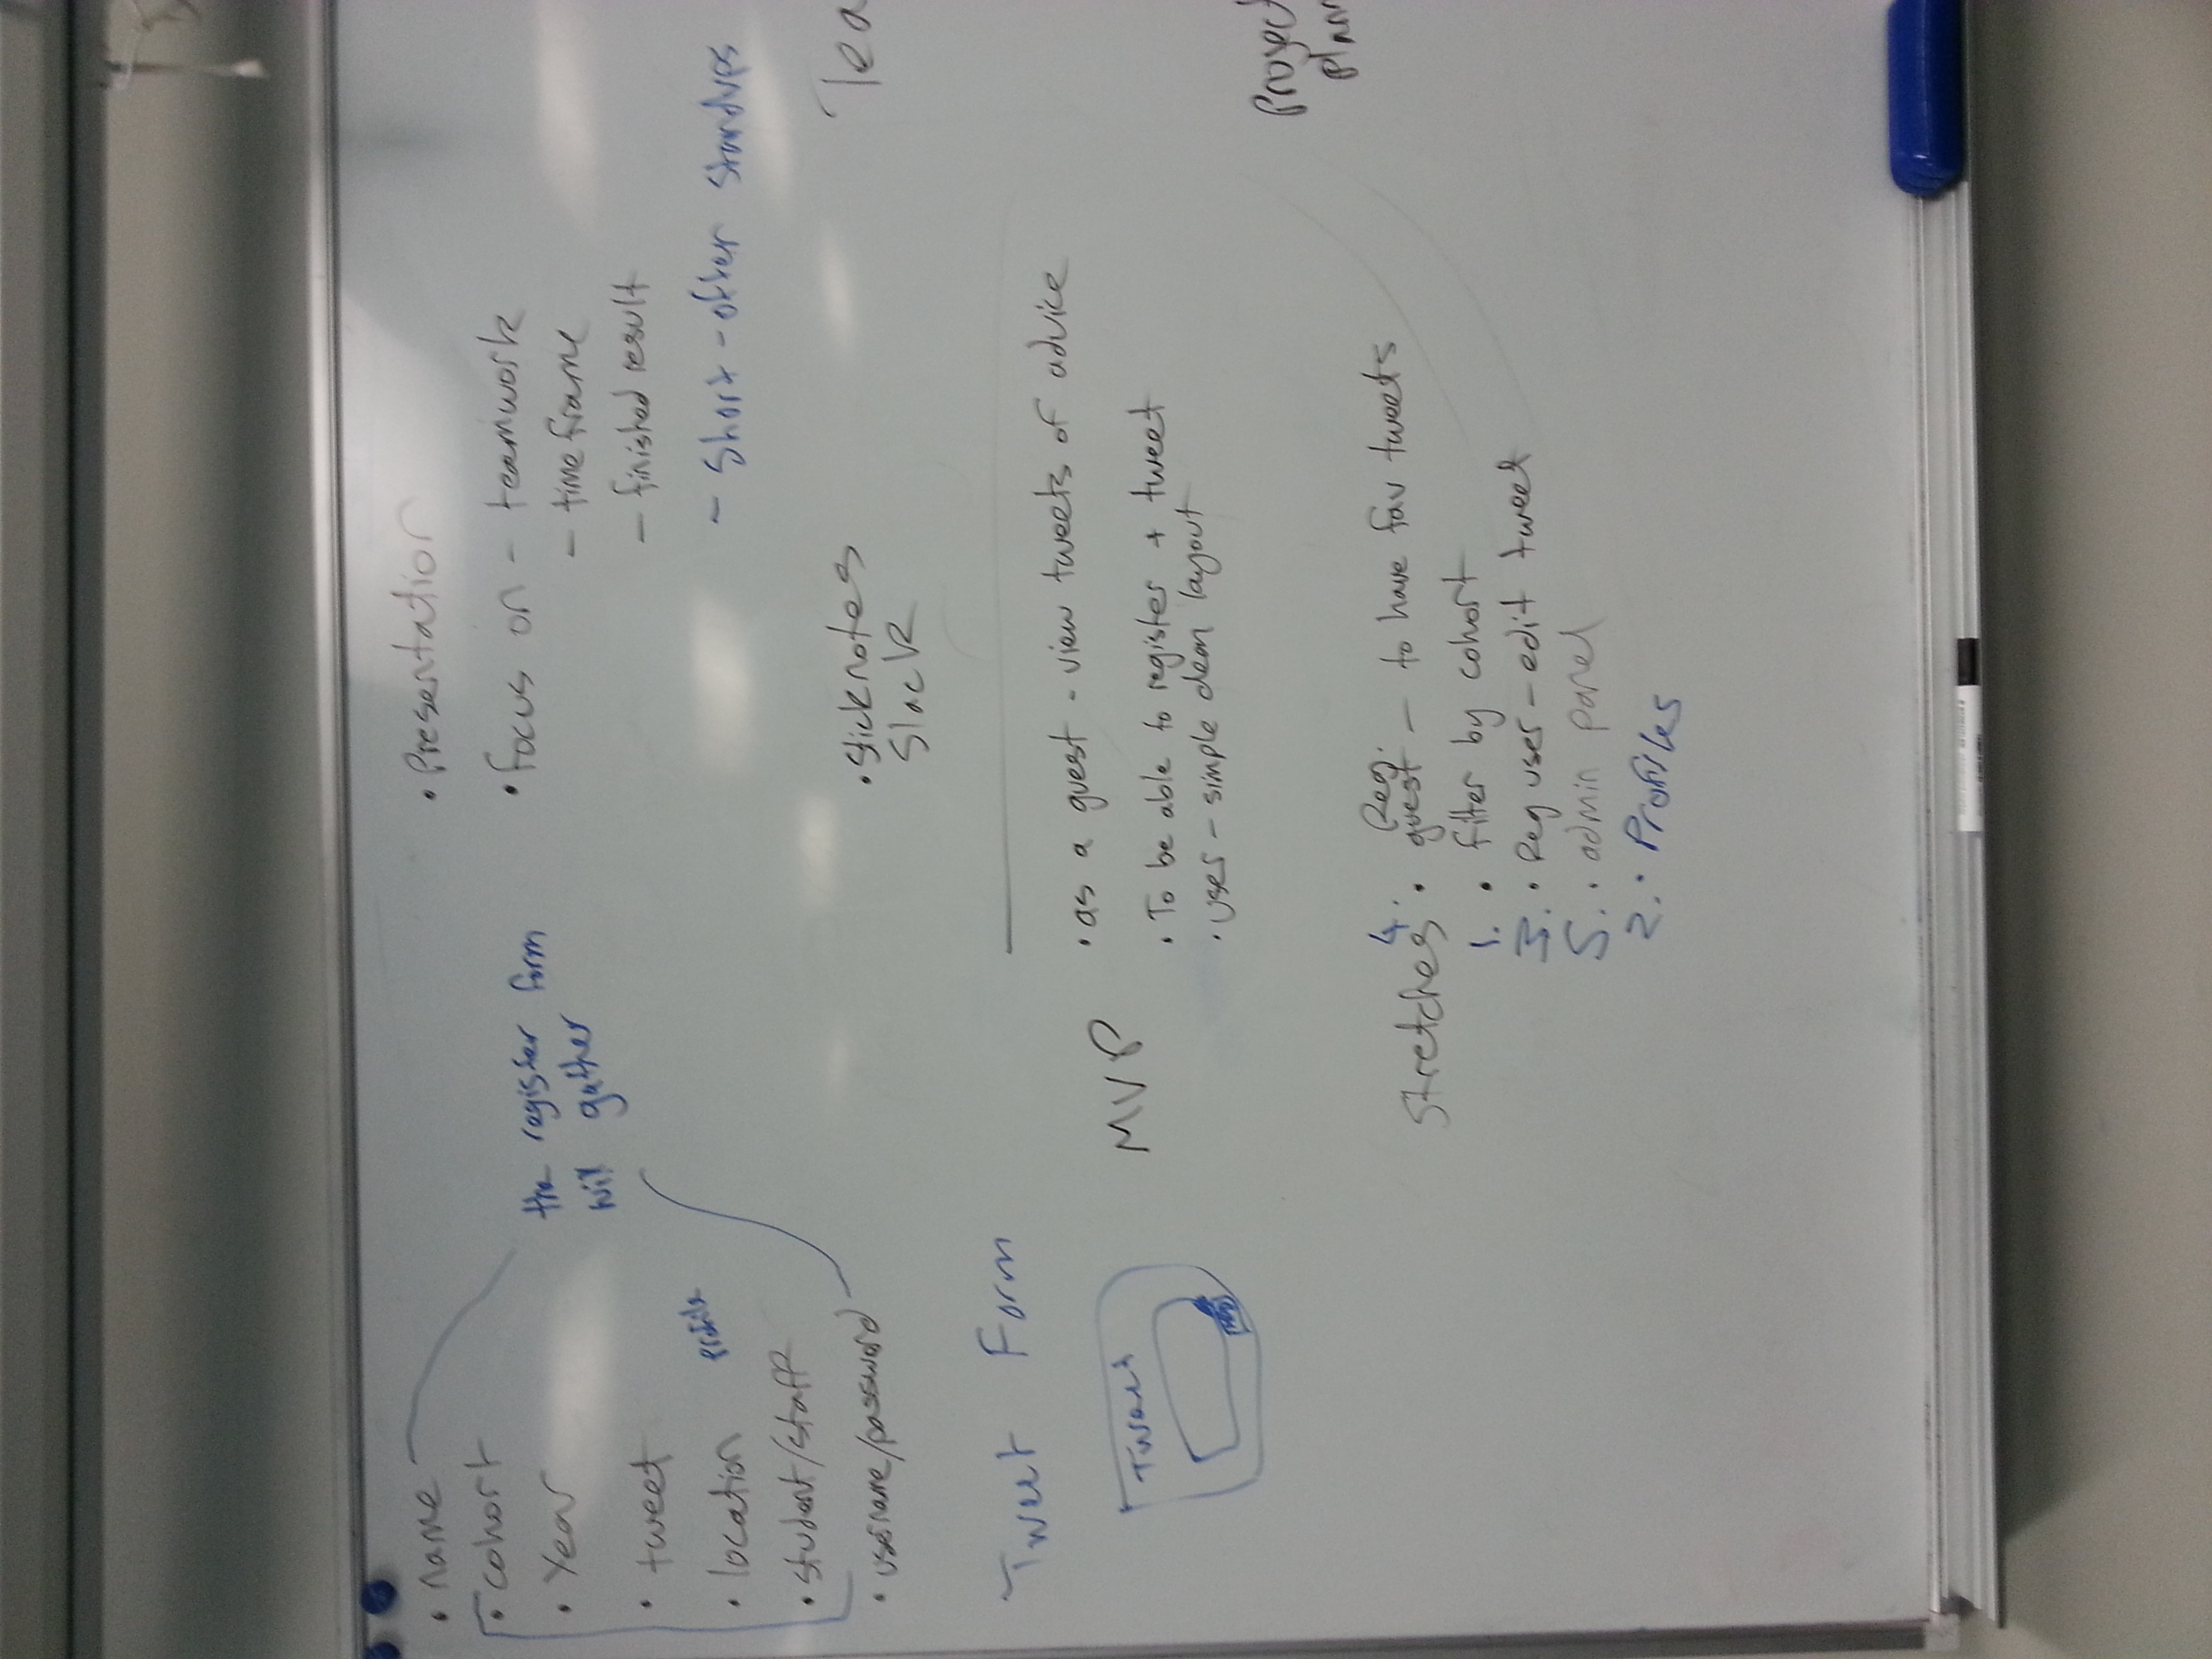 • name
• cohort
• Year
• tweet
• location profile
• student/staff
• username/password
the register form
will gather
Tweet Form
Tweet
• Presentation
• focus on - teamwork
- time frame
- finished result
- Short - often standups
• Sticknotes
Slack
Tea
MVP
• as a guest - view tweets of advice
• To be able to register + tweet
• user - simple clean layout
Project
plann
Stretches
4. • Reg. guest - to have fav tweets
1. • filter by cohort
3. • Reg user - edit tweet
5. • admin panel
2. • Profiles